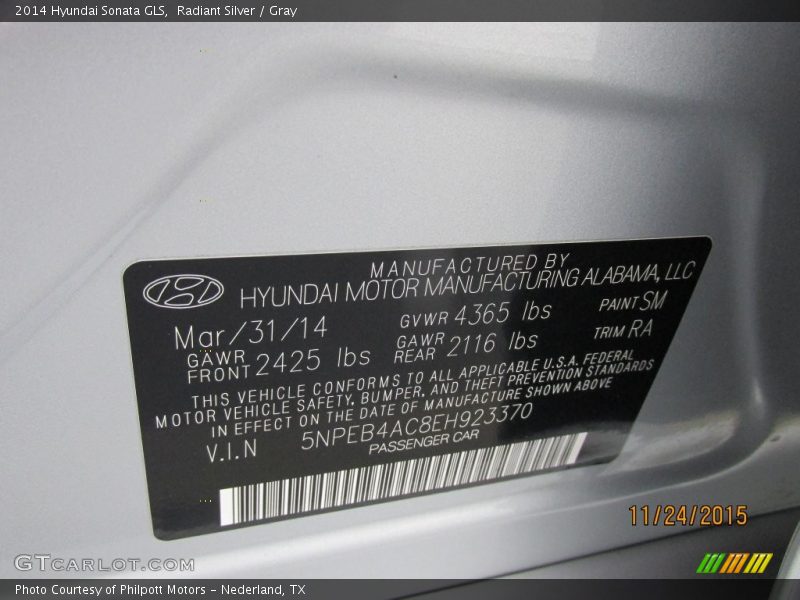 2014 Hyundai Sonata GLS, Radiant Silver / Gray
MANUFACTURED BY
HYUNDAI MOTOR MANUFACTURING ALABAMA, LLC
Mar/31/14 GVWR 4365 lbs PAINT SM
GAWR FRONT 2425 lbs GAWR REAR 2116 lbs TRIM RA
THIS VEHICLE CONFORMS TO ALL APPLICABLE U.S.A. FEDERAL
MOTOR VEHICLE SAFETY, BUMPER, AND THEFT PREVENTION STANDARDS
IN EFFECT ON THE DATE OF MANUFACTURE SHOWN ABOVE
V.I.N 5NPEB4AC8EH923370
PASSENGER CAR
11/24/2015
GTCARLOT.COM
Photo Courtesy of Philpott Motors - Nederland, TX